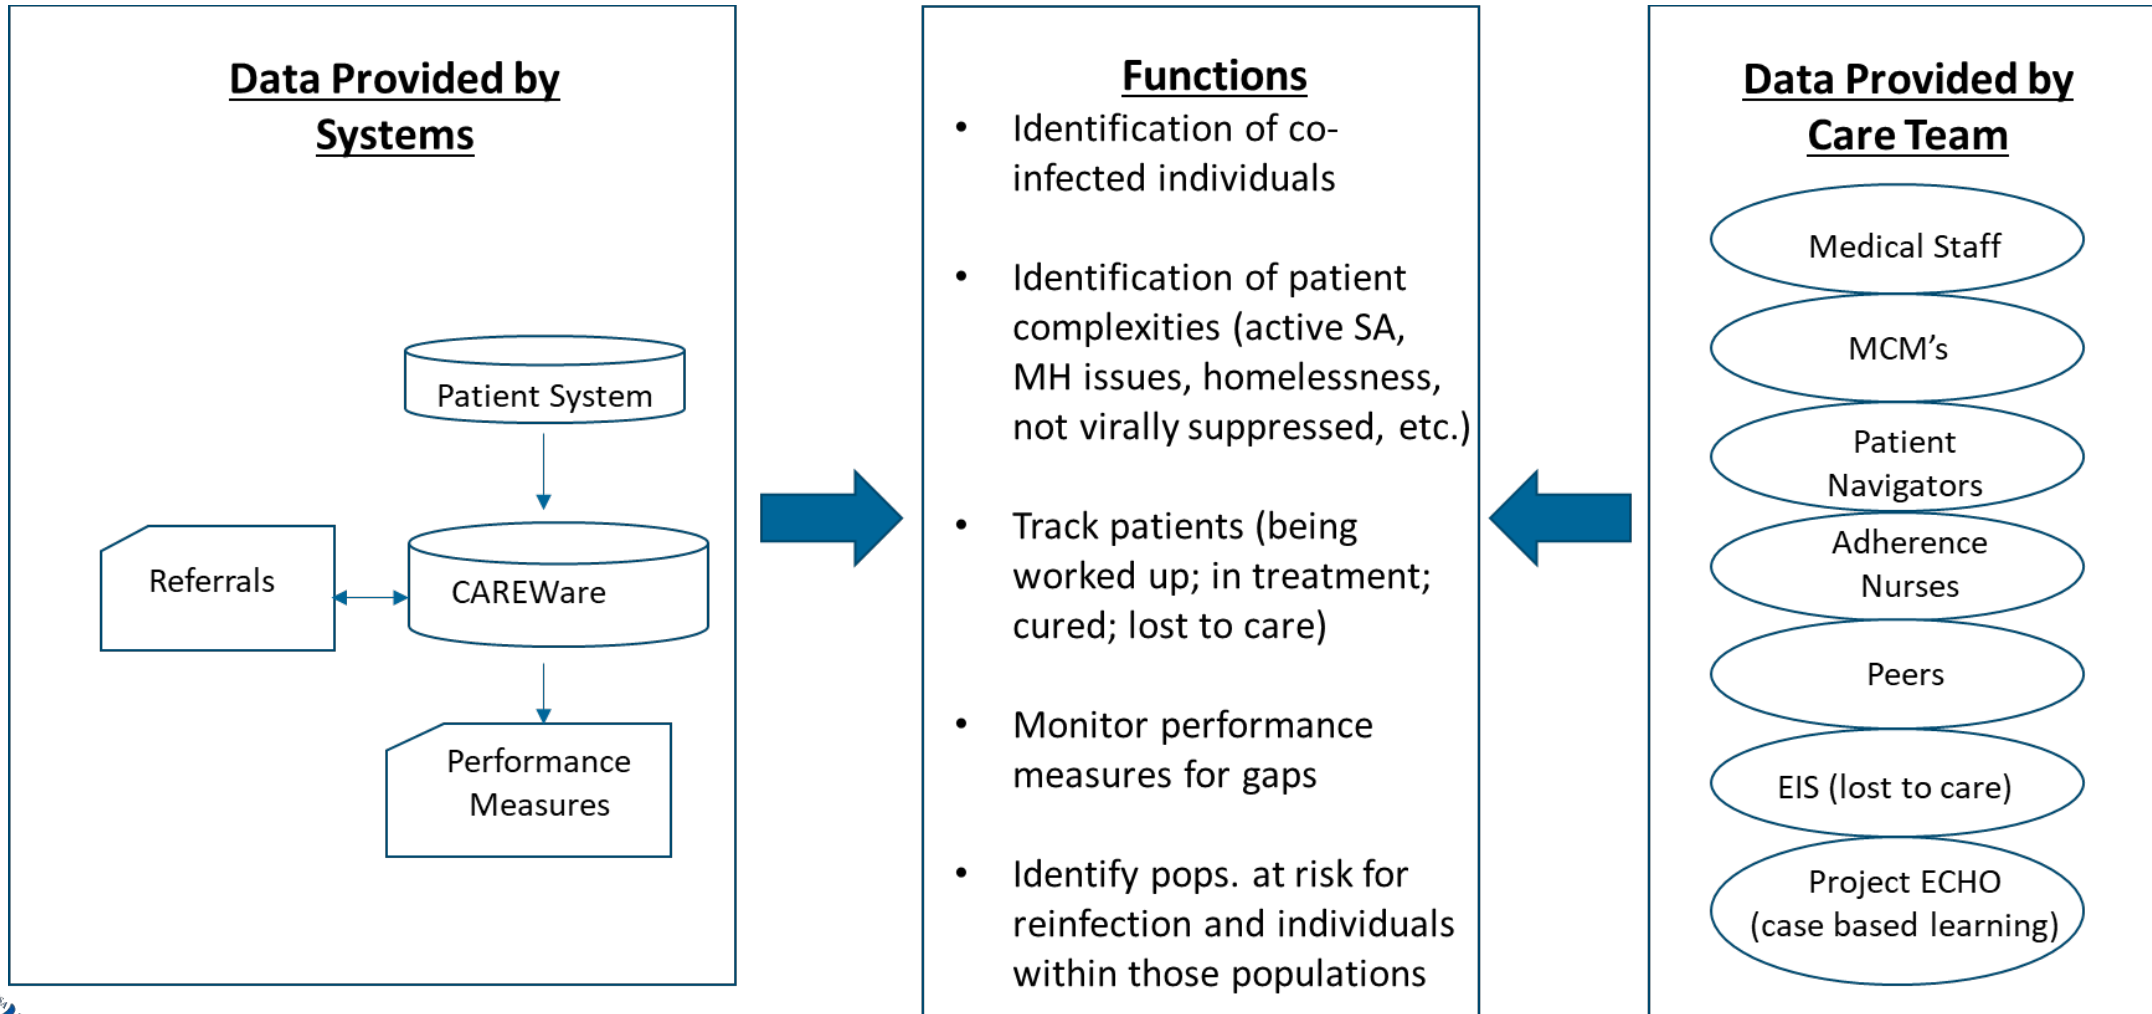 Data Provided by
Systems
Patient System
Referrals
CAREWare
Performance
Measures
Functions
• Identification of co-
infected individuals
• Identification of patient
complexities (active SA,
MH issues, homelessness,
not virally suppressed, etc.)
• Track patients (being
worked up; in treatment;
cured; lost to care)
• Monitor performance
measures for gaps
• Identify pops. at risk for
reinfection and individuals
within those populations
Data Provided by
Care Team
Medical Staff
MCM’s
Patient
Navigators
Adherence
Nurses
Peers
EIS (lost to care)
Project ECHO
(case based learning)